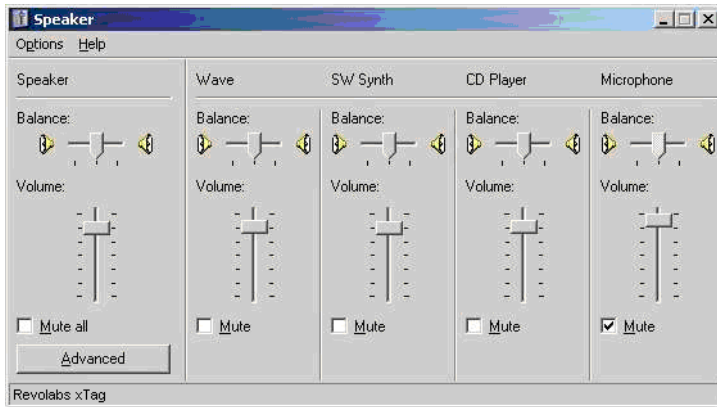 Speaker
Options Help
Speaker Wave SW Synth CD Player Microphone
Balance: Balance: Balance: Balance: Balance:
Volume: Volume: Volume: Volume: Volume:
Mute all Mute Mute Mute Mute
Advanced
Revolabs xTag